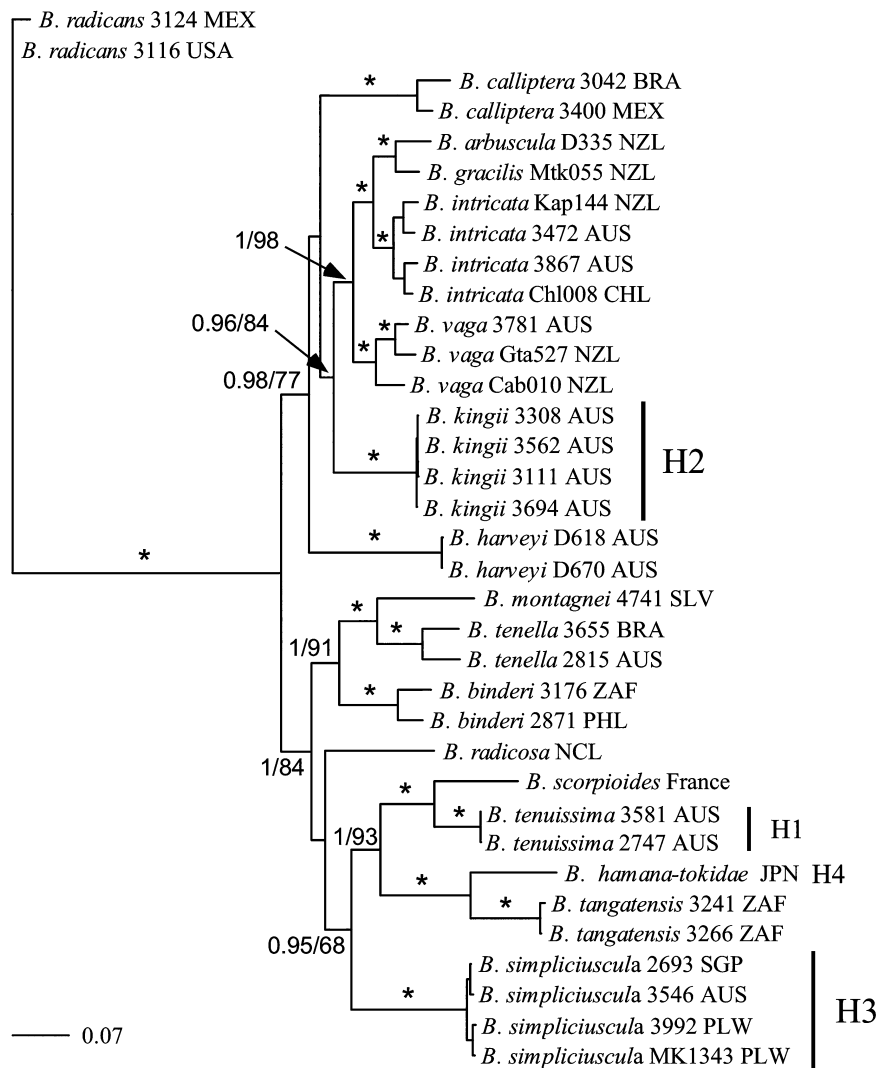 B. radicans 3124 MEX
B. radicans 3116 USA
*
B. calliptera 3042 BRA
B. calliptera 3400 MEX
*
B. arbuscula D335 NZL
B. gracilis Mtk055 NZL
*
B. intricata Kap144 NZL
1/98
*
B. intricata 3472 AUS
B. intricata 3867 AUS
B. intricata Chl008 CHL
0.96/84
*
B. vaga 3781 AUS
*
B. vaga Gta527 NZL
0.98/77
B. vaga Cab010 NZL
B. kingii 3308 AUS
B. kingii 3562 AUS
*
H2
B. kingii 3111 AUS
B. kingii 3694 AUS
*
B. harveyi D618 AUS
*
B. harveyi D670 AUS
B. montagnei 4741 SLV
*
*
B. tenella 3655 BRA
1/91
B. tenella 2815 AUS
*
B. binderi 3176 ZAF
B. binderi 2871 PHL
B. radicosa NCL
1/84
B. scorpioides France
*
*
B. tenuissima 3581 AUS
H1
1/93
B. tenuissima 2747 AUS
B. hamana-tokidae JPN H4
*
*
B. tangatensis 3241 ZAF
B. tangatensis 3266 ZAF
0.95/68
B. simpliciuscula 2693 SGP
*
B. simpliciuscula 3546 AUS
H3
B. simpliciuscula 3992 PLW
0.07
B. simpliciuscula MK1343 PLW